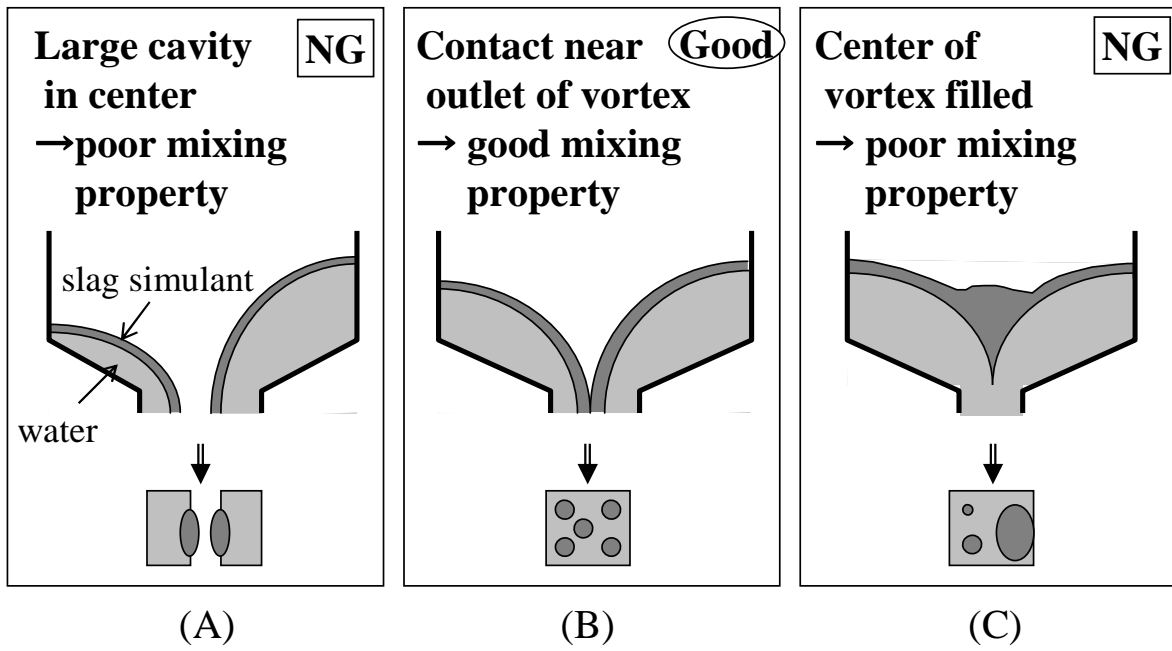 Large cavity
in center
→poor mixing
property
NG
slag simulant
water
(A)
Contact near
outlet of vortex
→ good mixing
property
Good
(B)
Center of
vortex filled
→ poor mixing
property
NG
(C)